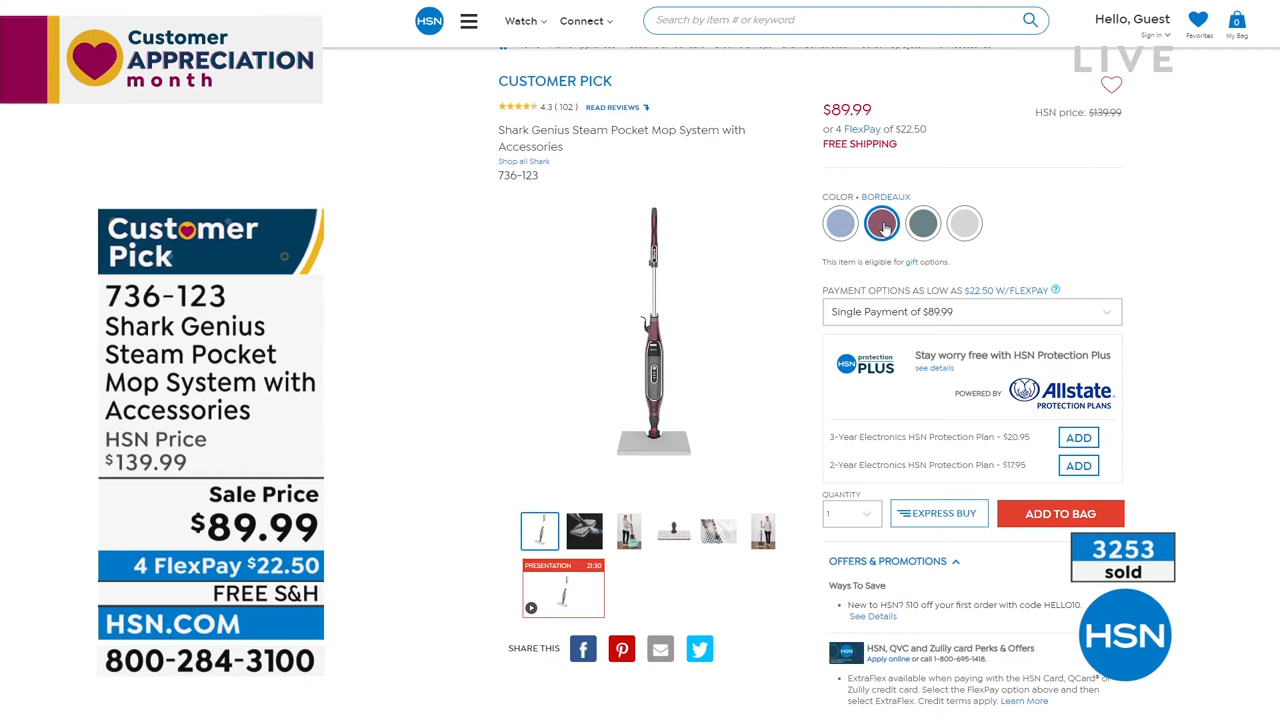 Customer
APPRECIATION
month
HSN
Watch
Connect
Search by item # or keyword
Hello, Guest
Sign in
Favorites
0
My Bag
LIVE
CUSTOMER PICK
4.3 (102)
READ REVIEWS
Shark Genius Steam Pocket Mop System with
Accessories
Shop all Shark
736-123
$89.99
HSN price: $139.99
or 4 FlexPay of $22.50
FREE SHIPPING
COLOR • BORDEAUX
This item is eligible for gift options.
PAYMENT OPTIONS AS LOW AS $22.50 W/FLEXPAY ?
Single Payment of $89.99
HSN protection PLUS
Stay worry free with HSN Protection Plus
see details
POWERED BY Allstate.
PROTECTION PLANS
3-Year Electronics HSN Protection Plan - $20.95
ADD
2-Year Electronics HSN Protection Plan - $17.95
ADD
QUANTITY
1
EXPRESS BUY
ADD TO BAG
PRESENTATION 21:30
SHARE THIS
OFFERS & PROMOTIONS
Ways To Save
• New to HSN? $10 off your first order with code HELLO10.
See Details
HSN, QVC and Zulily card Perks & Offers
Apply online or call 1-800-695-1418.
• ExtraFlex available when paying with the HSN Card, QCard® or
Zulily credit card. Select the FlexPay option above and then
select ExtraFlex. Credit terms apply. Learn More
Customer
Pick
736-123
Shark Genius
Steam Pocket
Mop System with
Accessories
HSN Price
$139.99
Sale Price
$89.99
4 FlexPay $22.50
FREE S&H
HSN.COM
800-284-3100
3253
sold
HSN